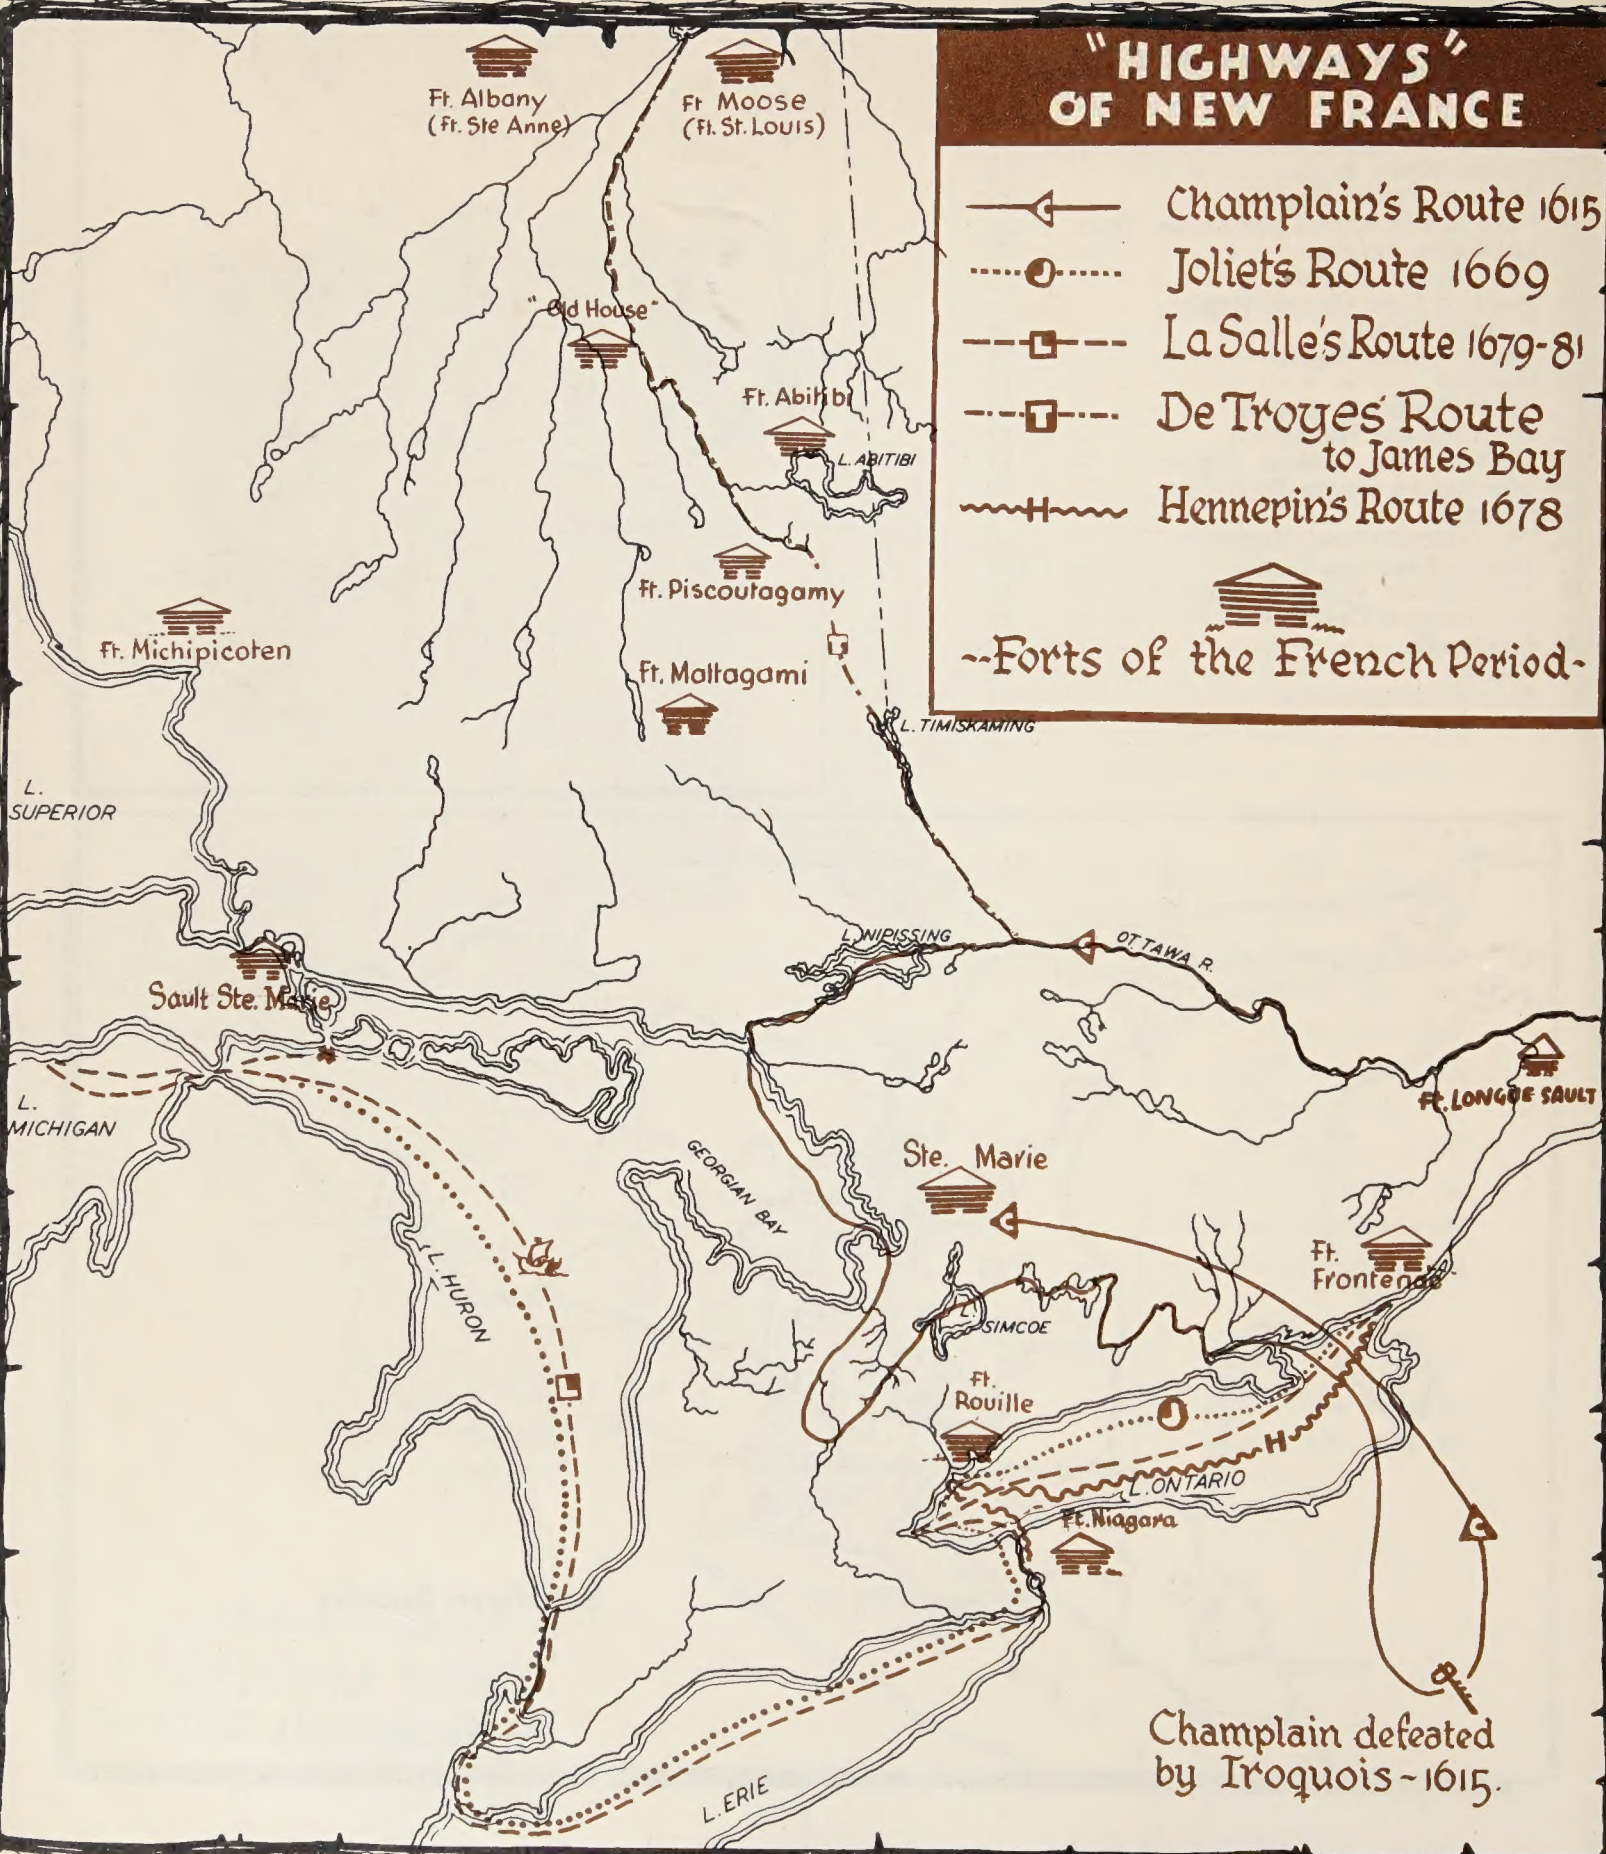 "HIGHWAYS"
OF NEW FRANCE
Champlain's Route 1615
Joliet's Route 1669
La Salle's Route 1679-81
De Troyes' Route
to James Bay
H
Hennepin's Route 1678
--Forts of the French Period-
Ft. Albany
(Ft. Ste Anne)
Ft Moose
(Ft. St. Louis)
"Old House"
Ft. Abitibi
L. ABITIBI
Ft. Piscoutagamy
Ft. Michipicoten
Ft. Mattagami
L. TIMISKAMING
L.
SUPERIOR
L. NIPISSING
OTTAWA R.
Sault Ste. Marie
Ft. LONGUE SAULT
L.
MICHIGAN
Ste. Marie
GEORGIAN BAY
L. HURON
Ft.
Frontenac
L.
SIMCOE
Ft.
Rouille
H
L. ONTARIO
Ft. Niagara
Champlain defeated
by Iroquois ~ 1615.
L. ERIE